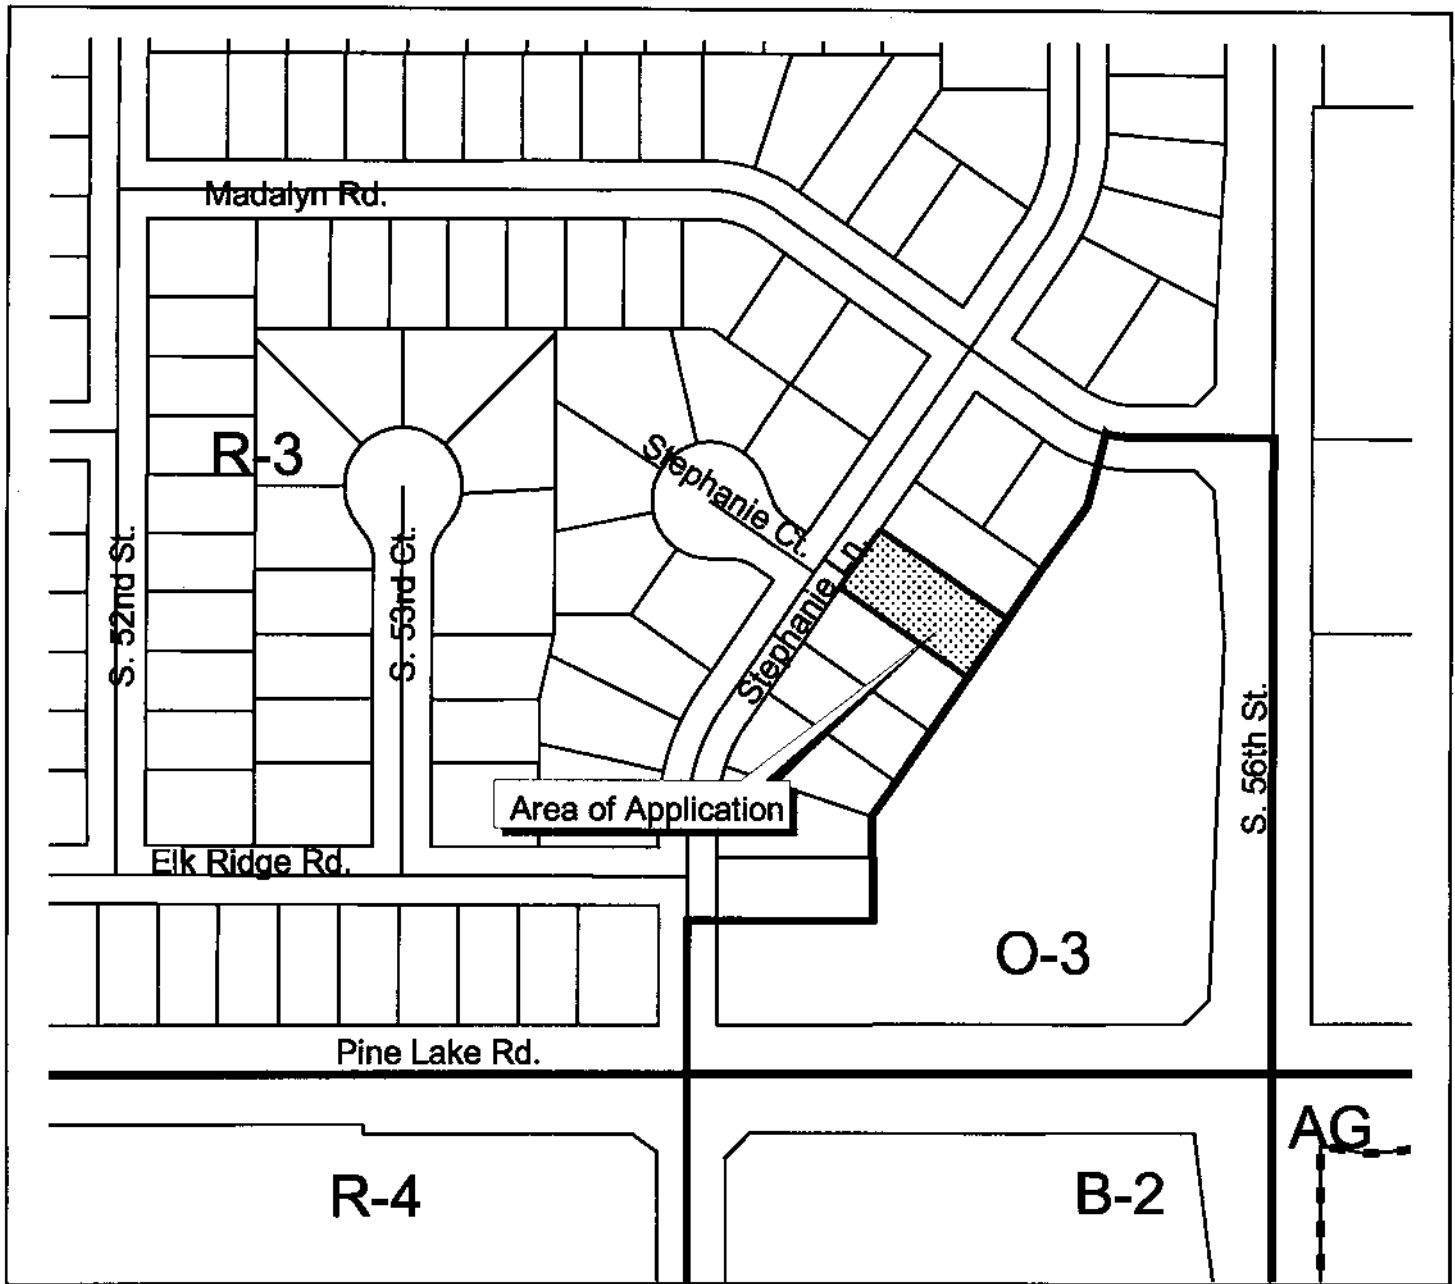 Madalyn Rd.
R-3
Stephanie Ct.
S. 52nd St.
S. 53rd Ct.
Stephanie Ln.
S. 56th St.
Area of Application
Elk Ridge Rd.
O-3
Pine Lake Rd.
AG
R-4
B-2